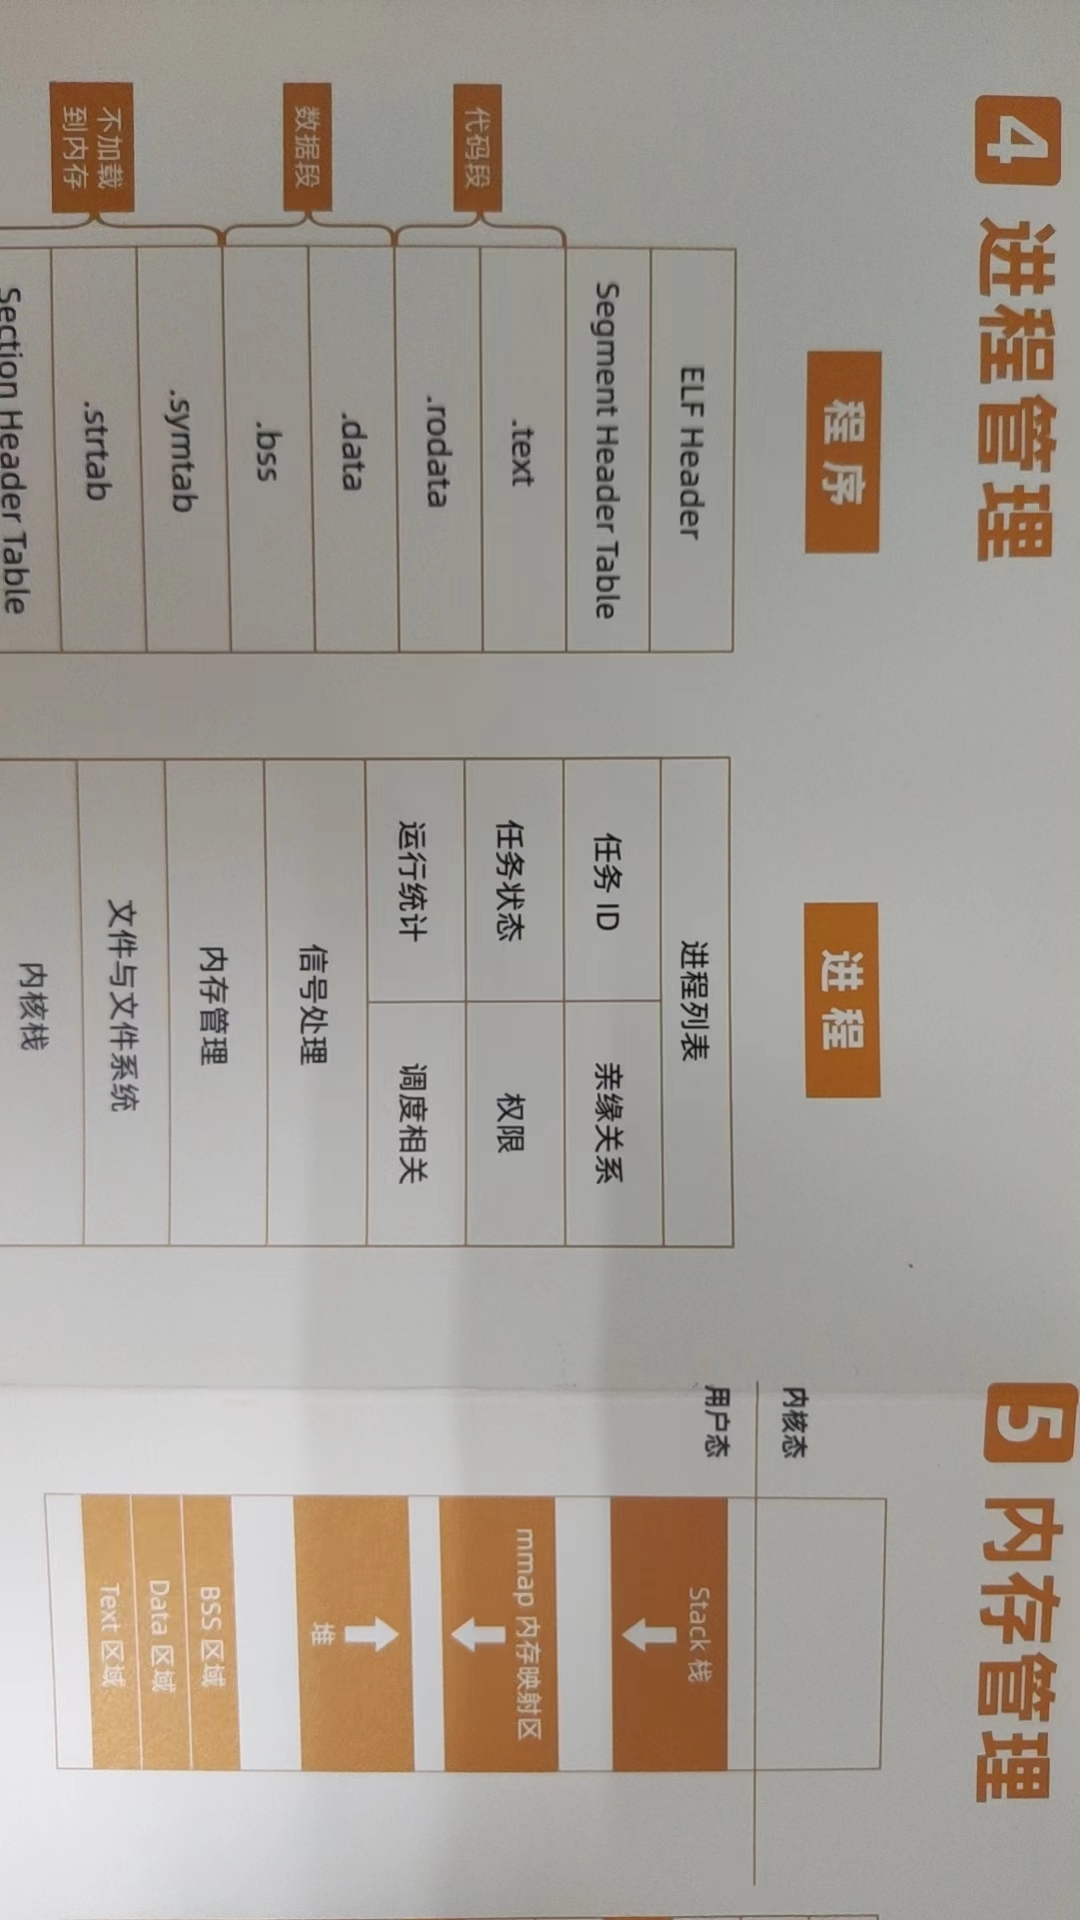 4 进程管理
程序
ELF Header
Segment Header Table
代码段
.text
.rodata
数据段
.data
.bss
不加载
到内存
.symtab
.strtab
Section Header Table
进程
进程列表
任务 ID
亲缘关系
任务状态
权限
运行统计
调度相关
信号处理
内存管理
文件与文件系统
内核栈
5 内存管理
内核态
用户态
Stack 栈
mmap 内存映射区
堆
BSS 区域
Data 区域
Text 区域